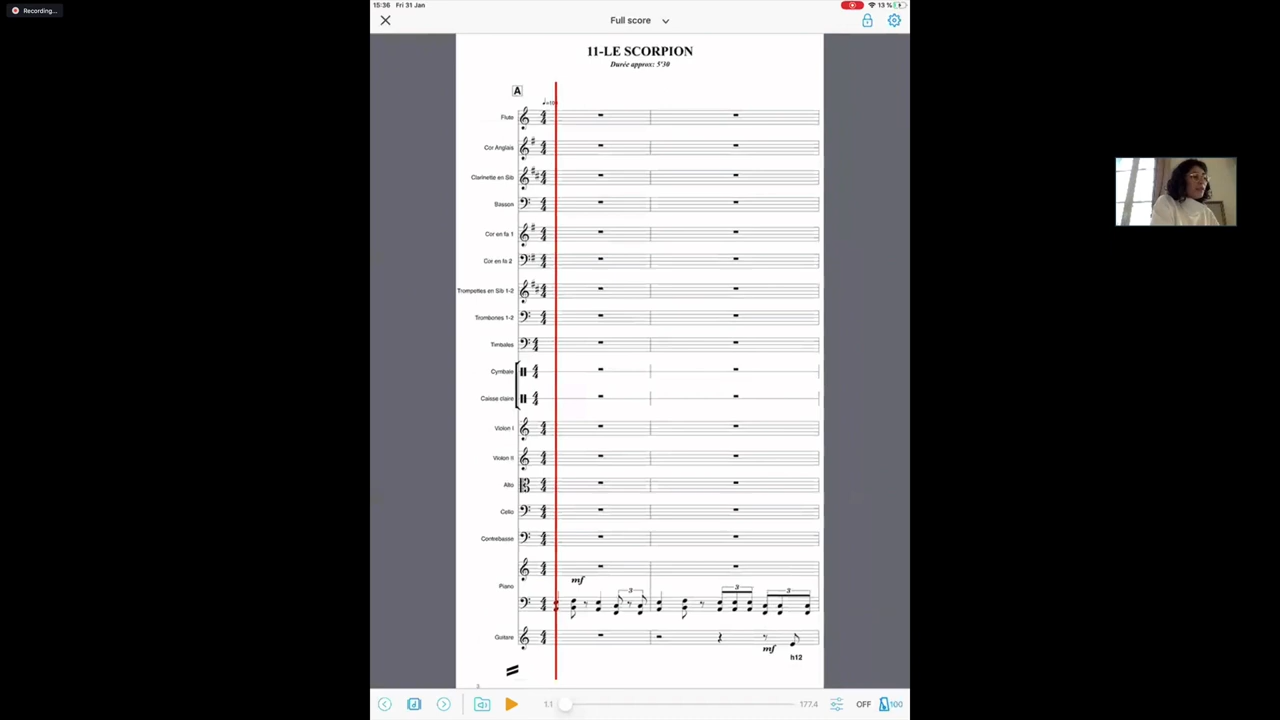 Recording...
15:36 Fri 31 Jan
13 %
Full score
11-LE SCORPION
Durée approx: 5'30
A
Flute
Cor Anglais
Clarinette en Sib
Basson
Cor en fa 1
Cor en fa 2
Trompettes en Sib 1-2
Trombones 1-2
Timbales
Cymbale
Caisse claire
Violon I
Violon II
Alto
Cello
Contrebasse
mf
Piano
3
3
3
Guitare
mf
h12
2
1.1
177.4
OFF
100